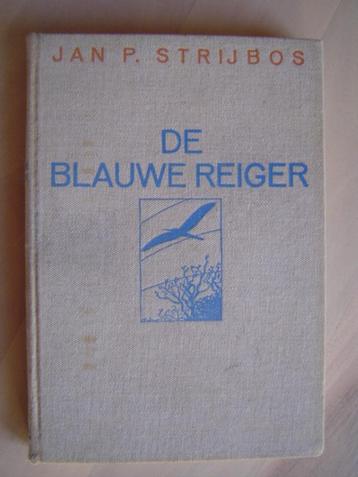 JAN P. STRIJBOS
DE
BLAUWE REIGER